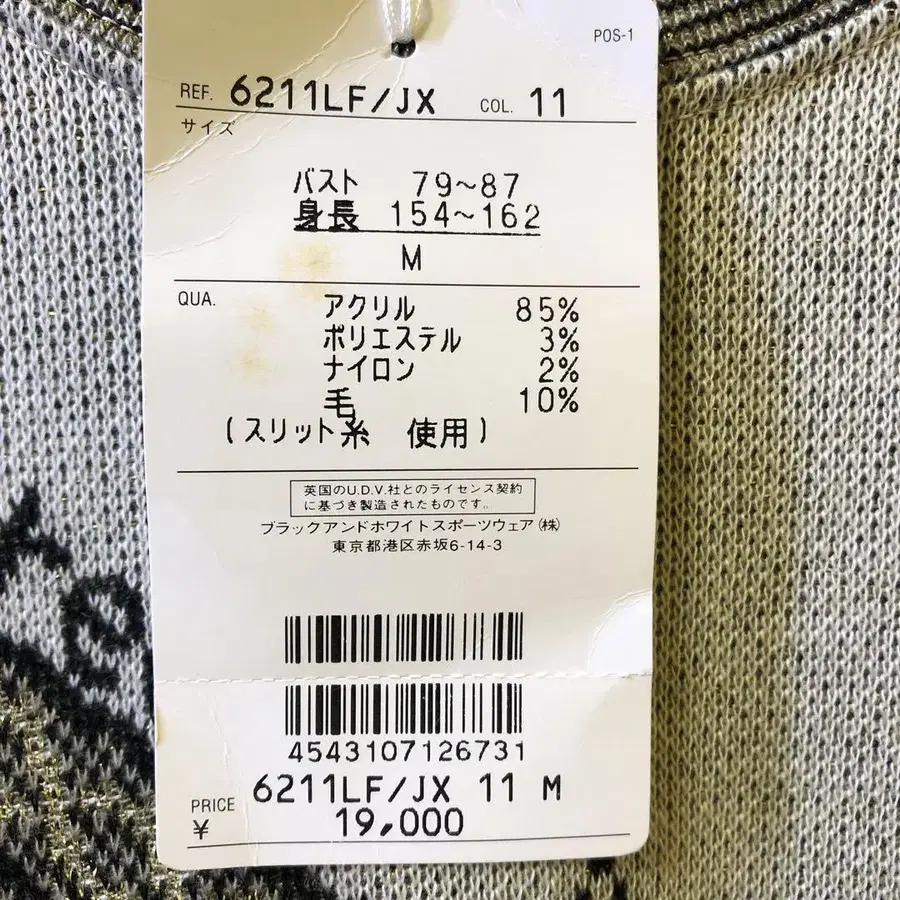 POS-1
REF. 6211LF/JX COL. 11
サイズ
バスト 79~87
身長 154~162
M
QUA.
アクリル 85%
ポリエステル 3%
ナイロン 2%
毛 10%
(スリット糸 使用)
英国のU.D.V.社とのライセンス契約
に基づき製造されたものです。
ブラックアンドホワイトスポーツウェア(株)
東京都港区赤坂6-14-3
4543107126731
6211LF/JX 11 M
PRICE
¥ 19,000